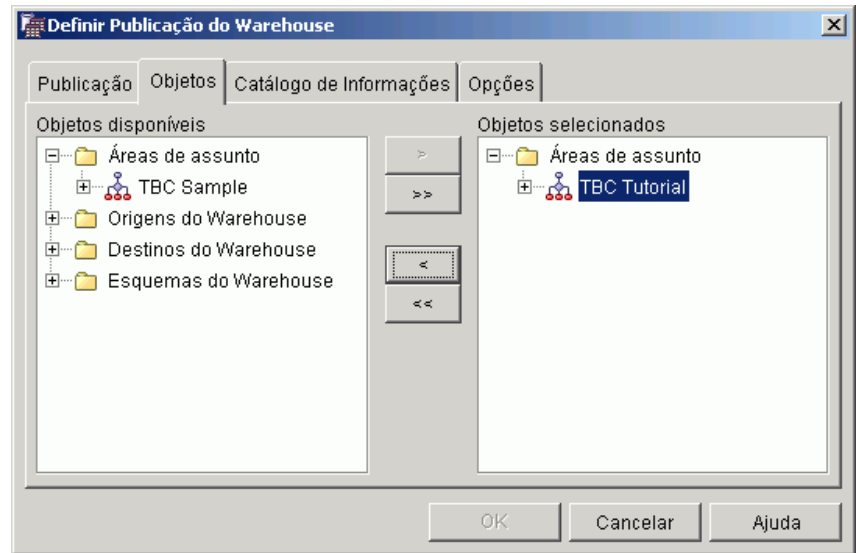 Definir Publicação do Warehouse
Publicação Objetos Catálogo de Informações Opções
Objetos disponíveis
Áreas de assunto
TBC Sample
Origens do Warehouse
Destinos do Warehouse
Esquemas do Warehouse
>
>>
<
<<
Objetos selecionados
Áreas de assunto
TBC Tutorial
OK Cancelar Ajuda